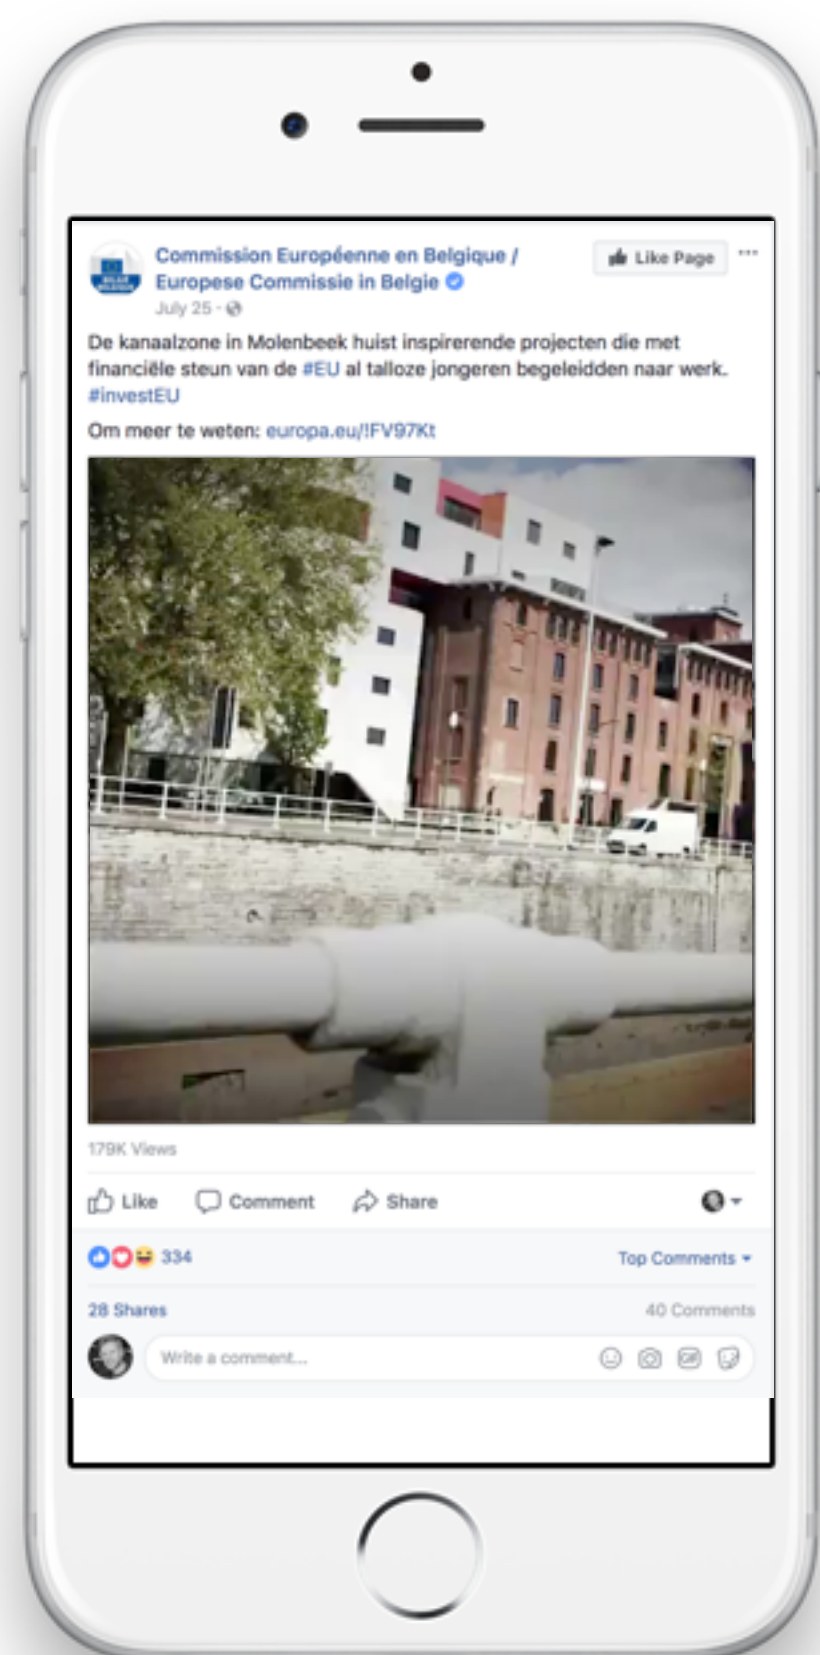 Commission Européenne en Belgique /
Europese Commissie in Belgie
Like Page
July 25
De kanaalzone in Molenbeek huist inspirerende projecten die met
financiële steun van de #EU al talloze jongeren begeleidden naar werk.
#investEU
Om meer te weten: europa.eu/!FV97Kt
179K Views
Like Comment Share
334 Top Comments
28 Shares 40 Comments
Write a comment...
GIF